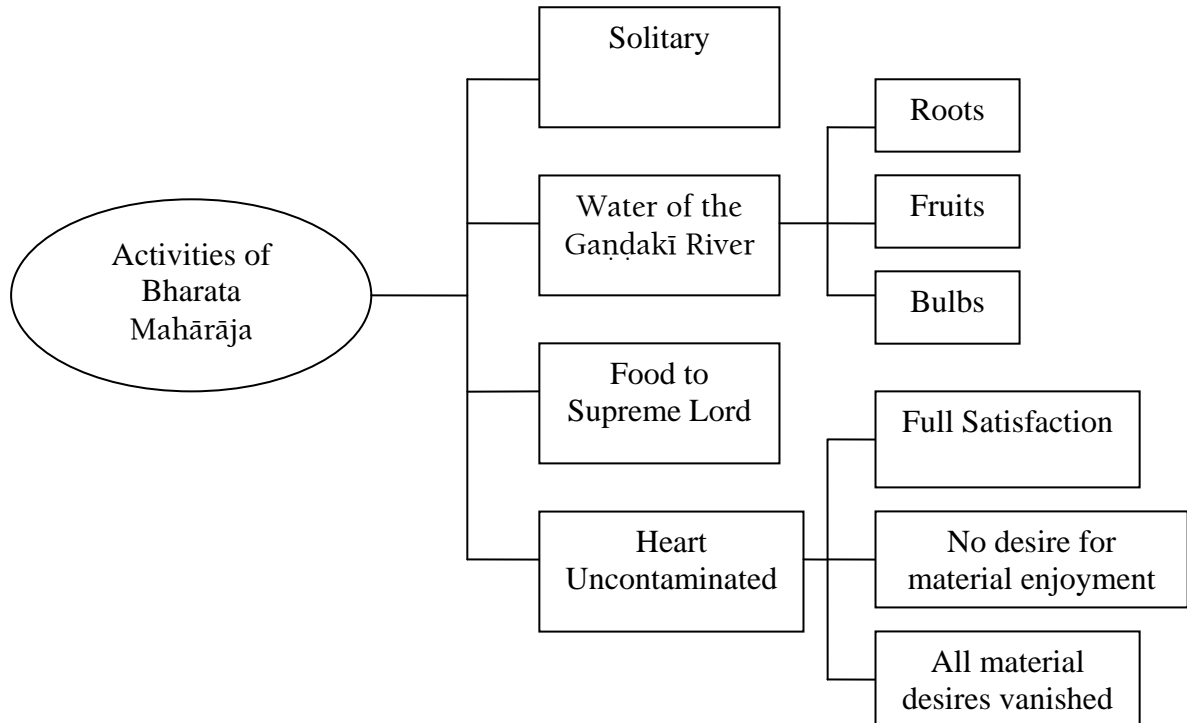 Activities of
Bharata
Mahārāja
Solitary
Water of the
Gaṇḍakī River
Roots
Fruits
Bulbs
Food to
Supreme Lord
Heart
Uncontaminated
Full Satisfaction
No desire for
material enjoyment
All material
desires vanished